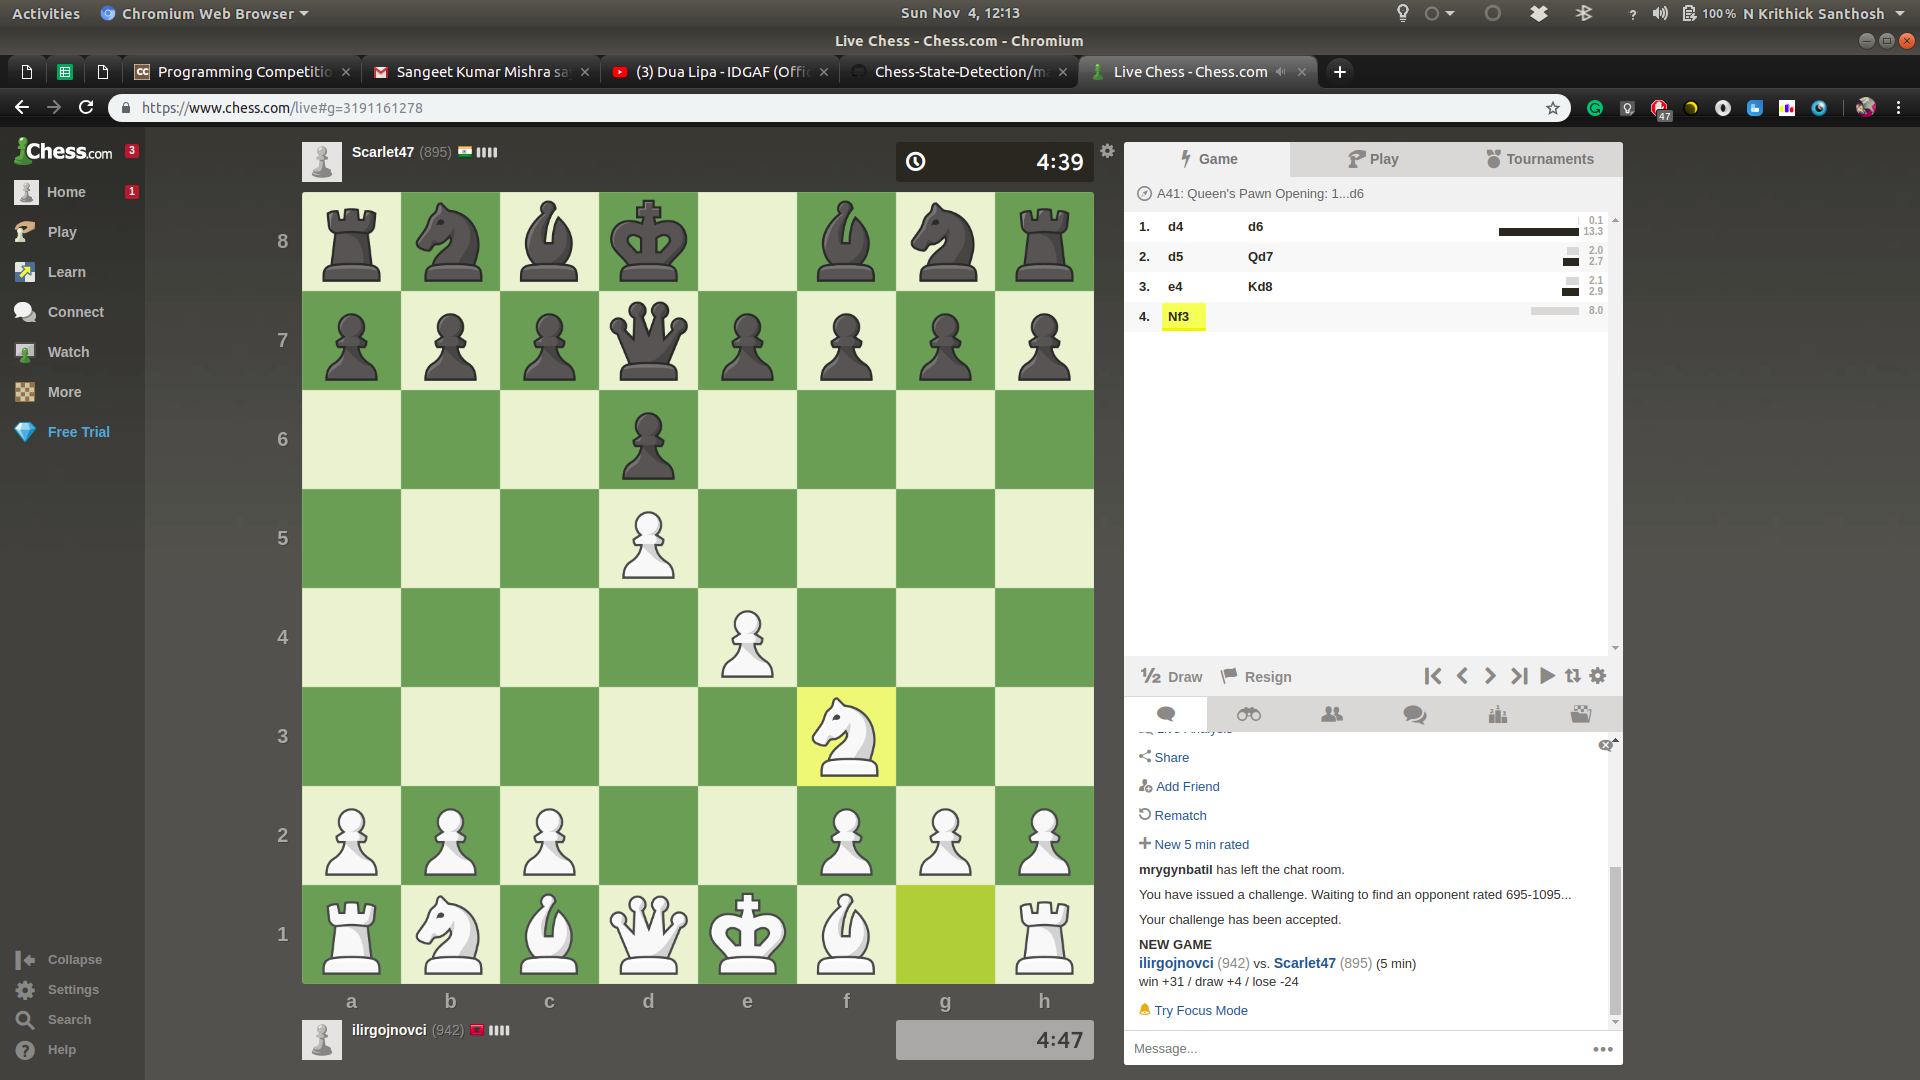 Activities Chromium Web Browser Sun Nov 4, 12:13 ? 100 % N Krithick Santhosh
Live Chess - Chess.com - Chromium
Programming Competitio Sangeet Kumar Mishra sa (3) Dua Lipa - IDGAF (Offi Chess-State-Detection/ma Live Chess - Chess.com
https://www.chess.com/live#g=3191161278
47
Chess.com 3
Home 1
Play
Learn
Connect
Watch
More
Free Trial
Collapse
Settings
Search
Help
Scarlet47 (895)
4:39
8
7
6
5
4
3
2
1
a b c d e f g h
ilirgojnovci (942)
4:47
Game Play Tournaments
A41: Queen's Pawn Opening: 1...d6
1. d4 d6 0.1
13.3
2. d5 Qd7 2.0
2.7
3. e4 Kd8 2.1
2.9
4. Nf3 8.0
½ Draw Resign
Live Analysis
Share
Add Friend
Rematch
New 5 min rated
mrygynbatil has left the chat room.
You have issued a challenge. Waiting to find an opponent rated 695-1095...
Your challenge has been accepted.
NEW GAME
ilirgojnovci (942) vs. Scarlet47 (895) (5 min)
win +31 / draw +4 / lose -24
Try Focus Mode
Message...